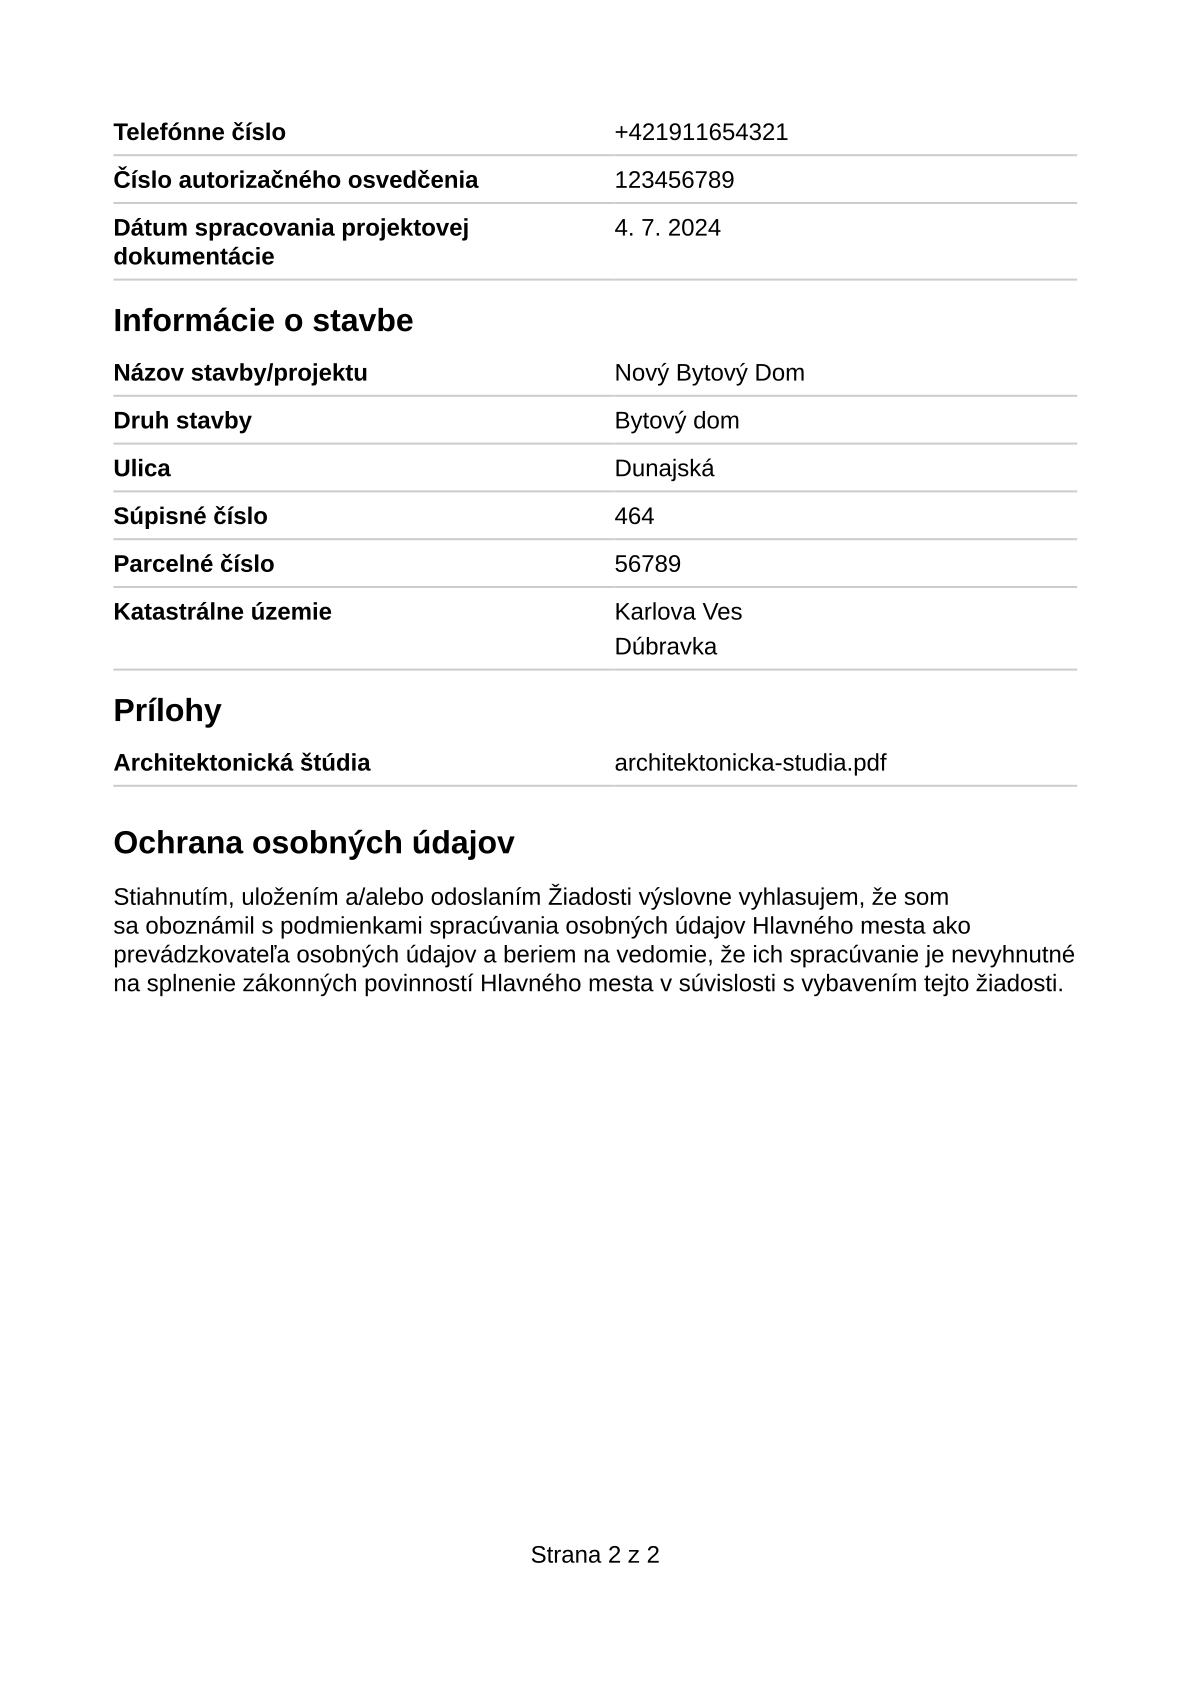 Telefónne číslo +421911654321
Číslo autorizačného osvedčenia 123456789
Dátum spracovania projektovej 4. 7. 2024
dokumentácie
Informácie o stavbe
Názov stavby/projektu Nový Bytový Dom
Druh stavby Bytový dom
Ulica Dunajská
Súpisné číslo 464
Parcelné číslo 56789
Katastrálne územie Karlova Ves
Dúbravka
Prílohy
Architektonická štúdia architektonicka-studia.pdf
Ochrana osobných údajov
Stiahnutím, uložením a/alebo odoslaním Žiadosti výslovne vyhlasujem, že som
sa oboznámil s podmienkami spracúvania osobných údajov Hlavného mesta ako
prevádzkovateľa osobných údajov a beriem na vedomie, že ich spracúvanie je nevyhnutné
na splnenie zákonných povinností Hlavného mesta v súvislosti s vybavením tejto žiadosti.
Strana 2 z 2